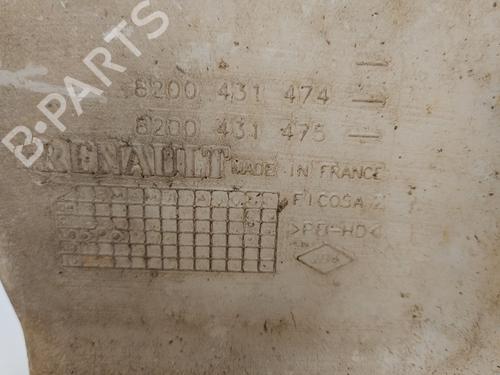 B-PARTS
8200 431 474
8200 431 475
RENAULT MADE IN FRANCE
FICOSA
>PE-HD<